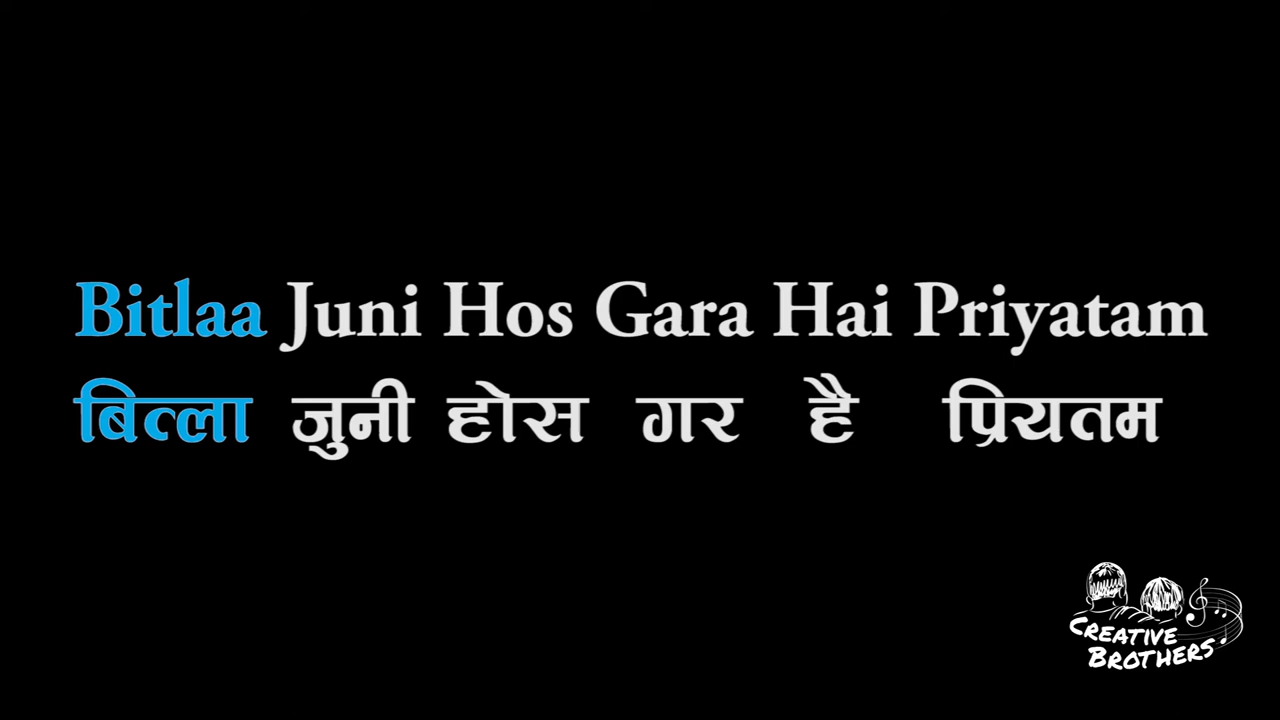 Bitlaa Juni Hos Gara Hai Priyatam
बित्ला जुनी होस गर है प्रियतम
CREATIVE
BROTHERS